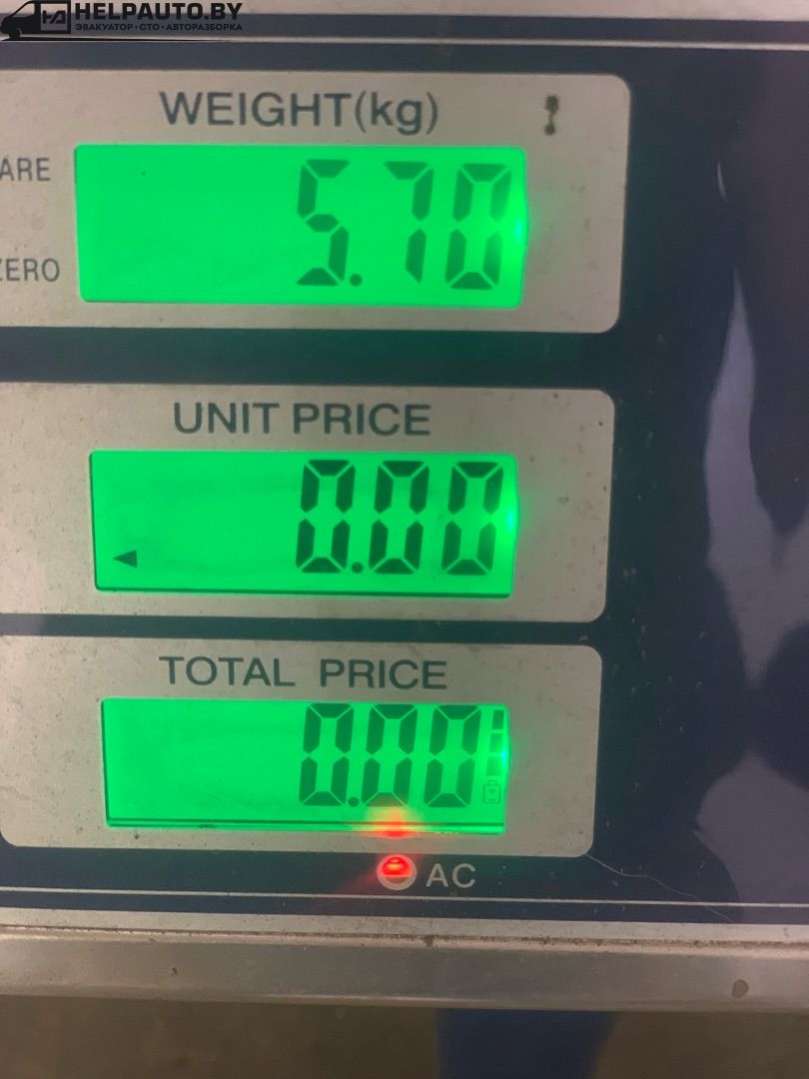 HELPAUTO.BY
ЭВАКУАТОР•СТО•АВТОРАЗБОРКА
WEIGHT(kg)
ARE
5.70
ZERO
UNIT PRICE
0.00
TOTAL PRICE
0.00
AC